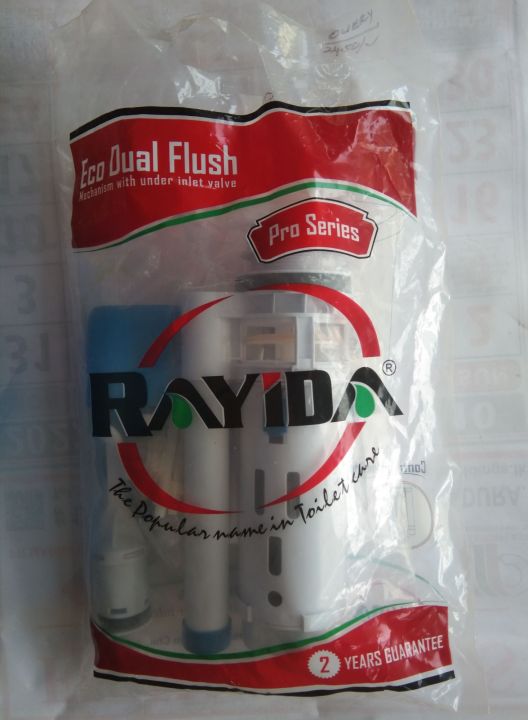 Eco Dual Flush
Mechanism with under inlet valve
Pro Series
RAYIDA®
The Popular name in Toilet care
2 YEARS GUARANTEE